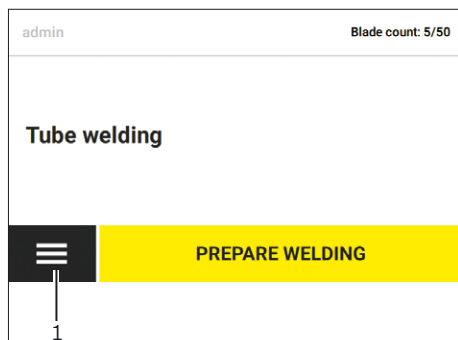 admin
Blade count: 5/50
Tube welding
PREPARE WELDING
1